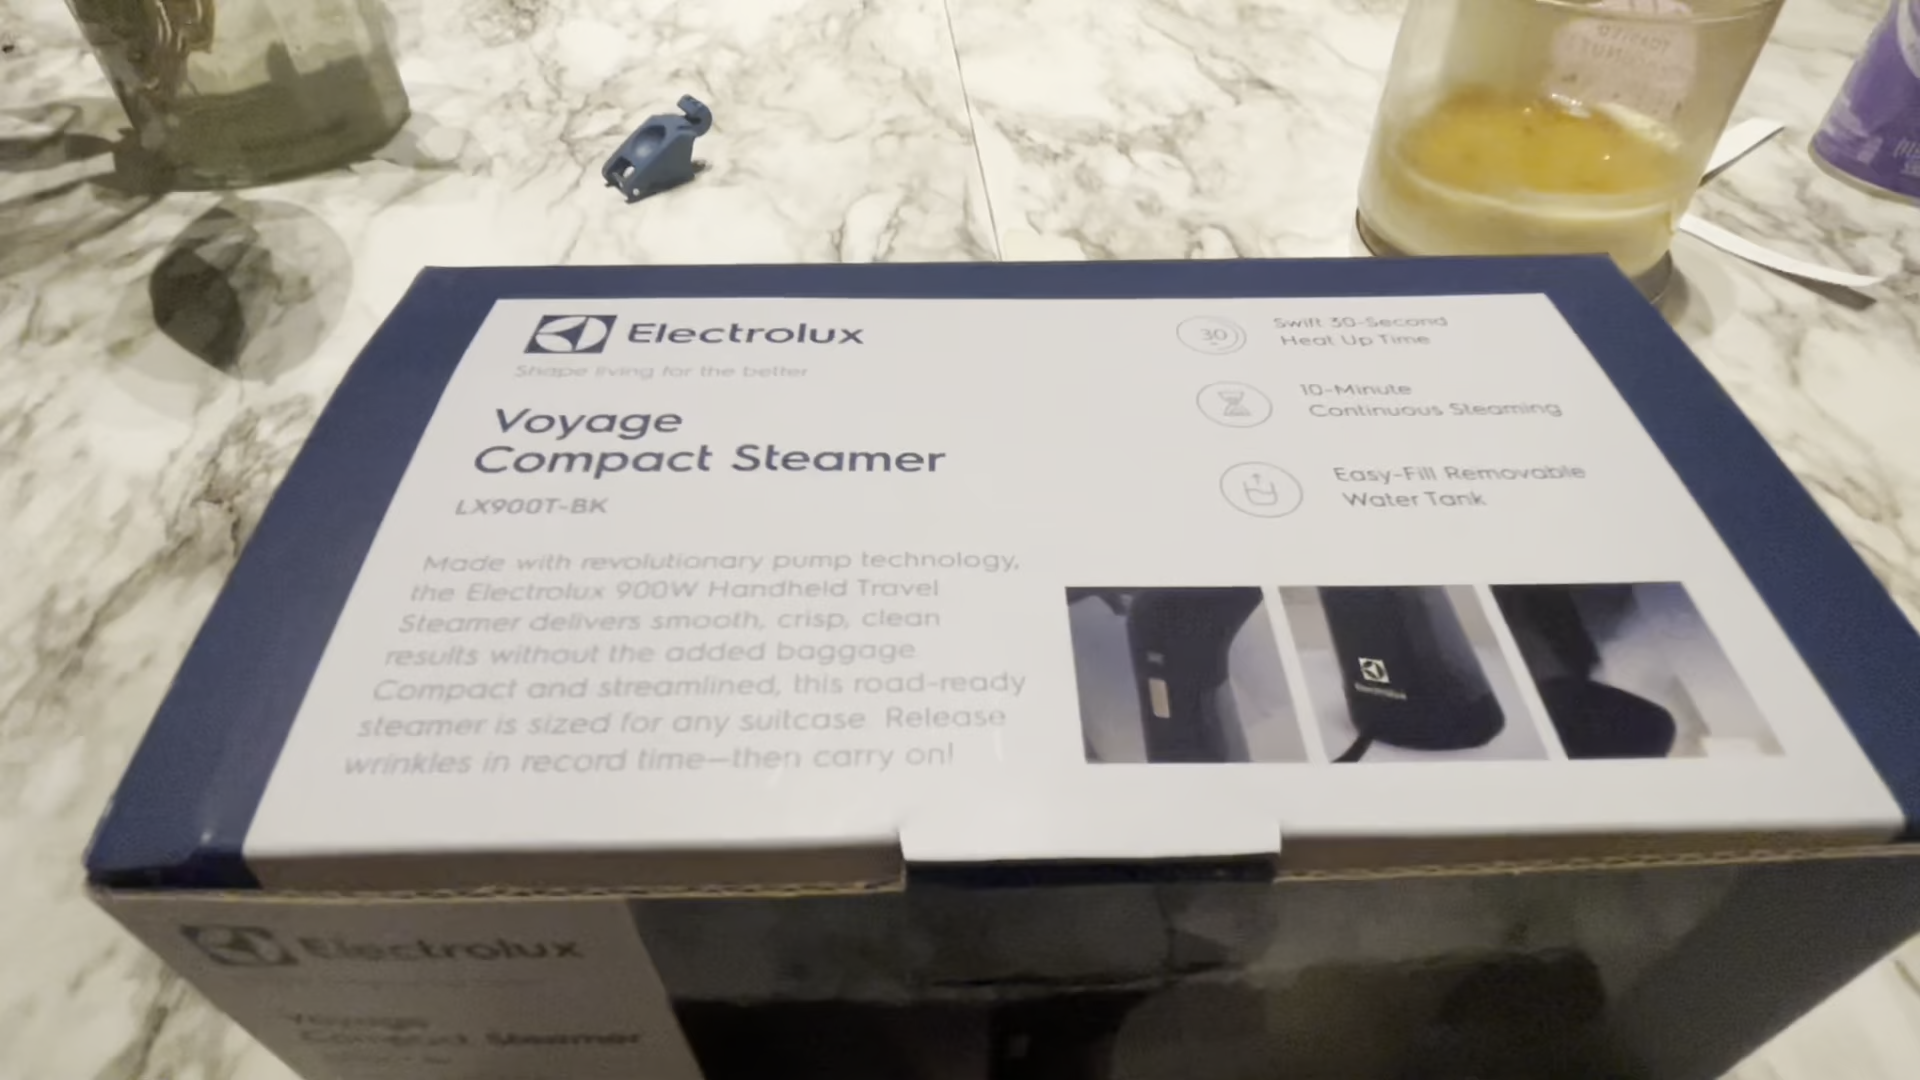 Electrolux
Shape living for the better
Voyage
Compact Steamer
LX900T-BK
Made with revolutionary pump technology,
the Electrolux 900W Handheld Travel
Steamer delivers smooth, crisp, clean
results without the added baggage
Compact and streamlined, this road-ready
steamer is sized for any suitcase Release
wrinkles in record time—then carry on!
30
Swift 30-Second
Heat Up Time
10-Minute
Continuous Steaming
Easy-Fill Removable
Water Tank
Electrolux
Electrolux
Voyage
Compact Steamer